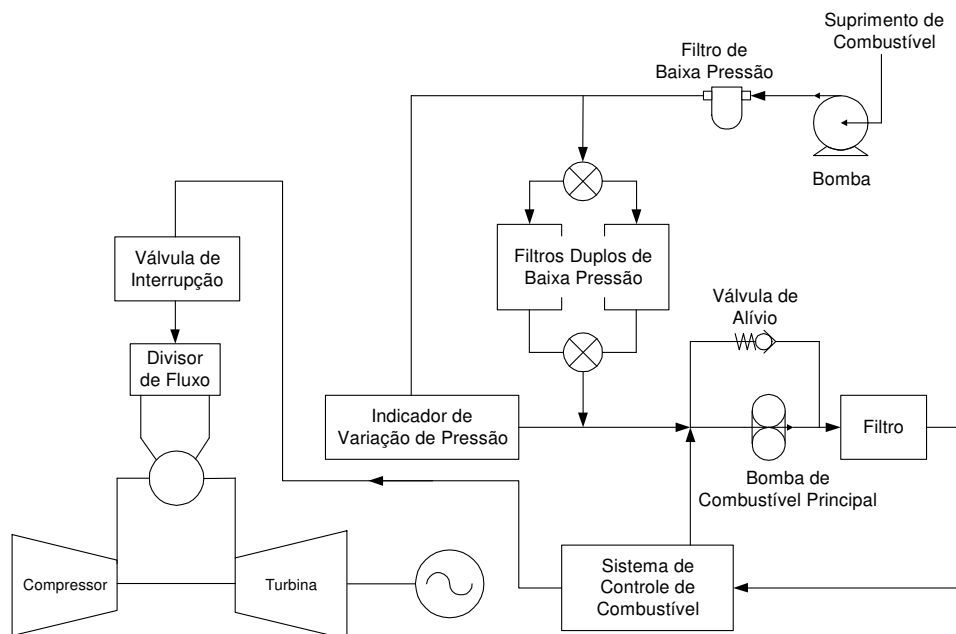 Suprimento de
Combustível
Filtro de
Baixa Pressão
Bomba
Válvula de
Interrupção
Filtros Duplos de
Baixa Pressão
Válvula de
Alívio
Divisor
de Fluxo
Indicador de
Variação de Pressão
Filtro
Bomba de
Combustível Principal
Compressor
Turbina
Sistema de
Controle de
Combustível